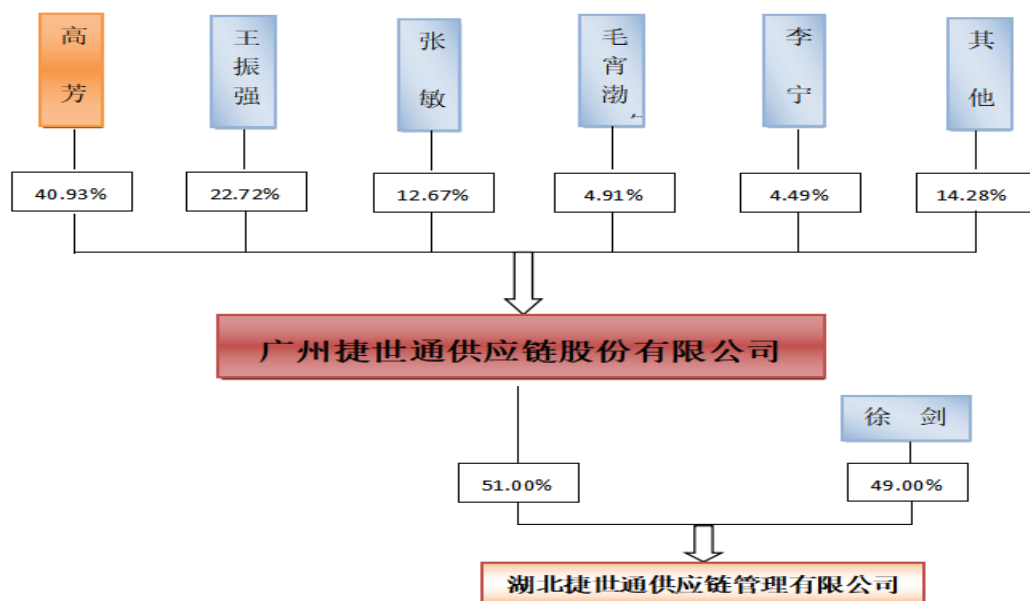 高芳
王振强
张敏
毛宵渤
李宁
其他
40.93%
22.72%
12.67%
4.91%
4.49%
14.28%
广州捷世通供应链股份有限公司
徐 剑
51.00%
49.00%
湖北捷世通供应链管理有限公司